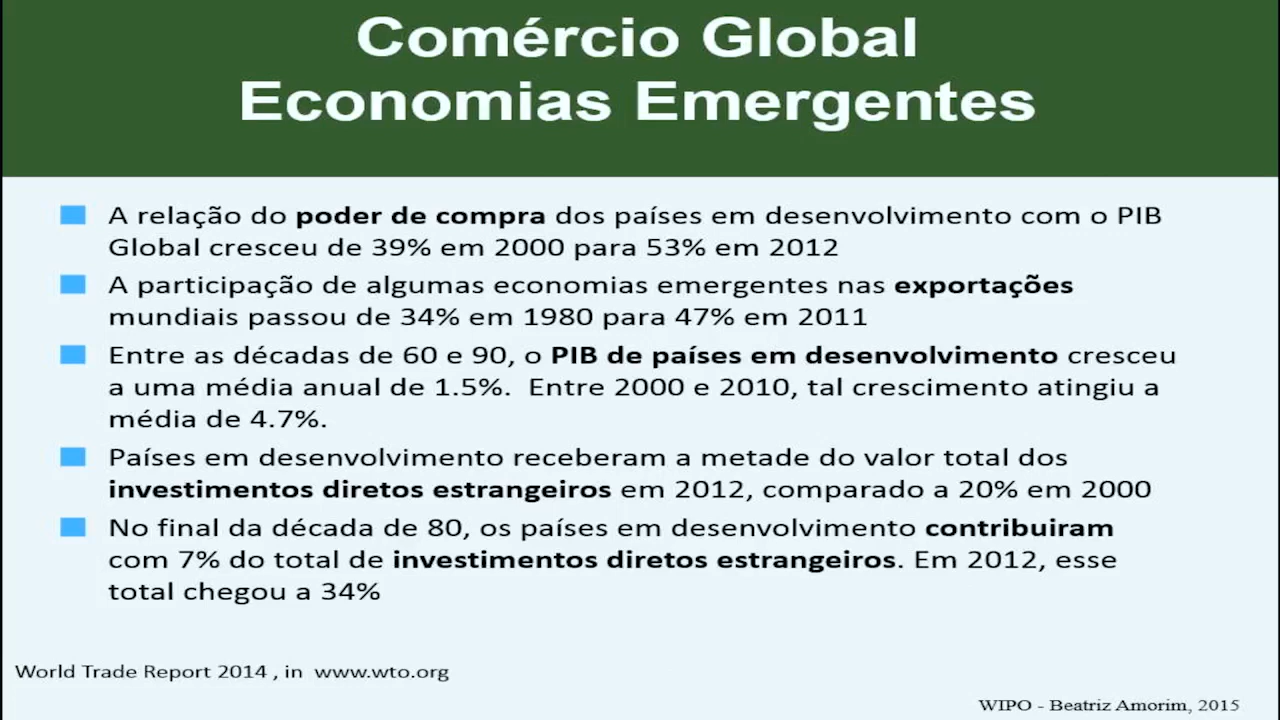 Comércio Global
Economias Emergentes
A relação do poder de compra dos países em desenvolvimento com o PIB
Global cresceu de 39% em 2000 para 53% em 2012
A participação de algumas economias emergentes nas exportações
mundiais passou de 34% em 1980 para 47% em 2011
Entre as décadas de 60 e 90, o PIB de países em desenvolvimento cresceu
a uma média anual de 1.5%.  Entre 2000 e 2010, tal crescimento atingiu a
média de 4.7%.
Países em desenvolvimento receberam a metade do valor total dos
investimentos diretos estrangeiros em 2012, comparado a 20% em 2000
No final da década de 80, os países em desenvolvimento contribuiram
com 7% do total de investimentos diretos estrangeiros. Em 2012, esse
total chegou a 34%
World Trade Report 2014 , in  www.wto.org
WIPO - Beatriz Amorim, 2015